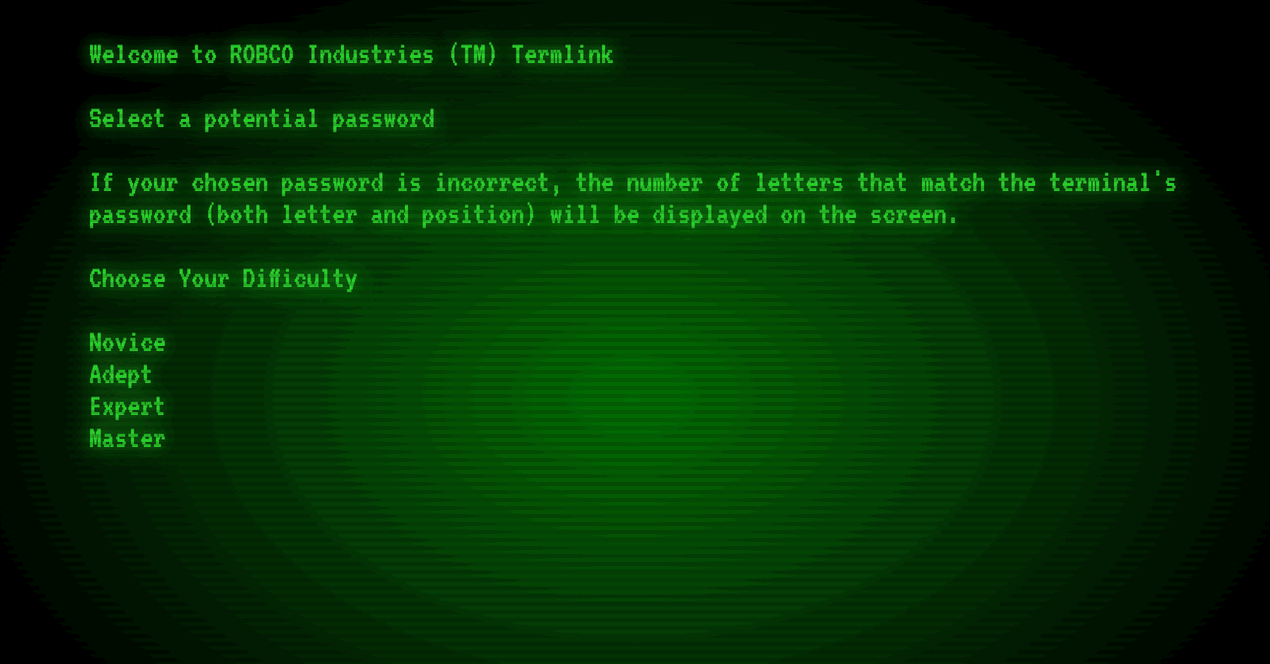 Welcome to ROBCO Industries (TM) Termlink
Select a potential password
If your chosen password is incorrect, the number of letters that match the terminal's
password (both letter and position) will be displayed on the screen.
Choose Your Difficulty
Novice
Adept
Expert
Master